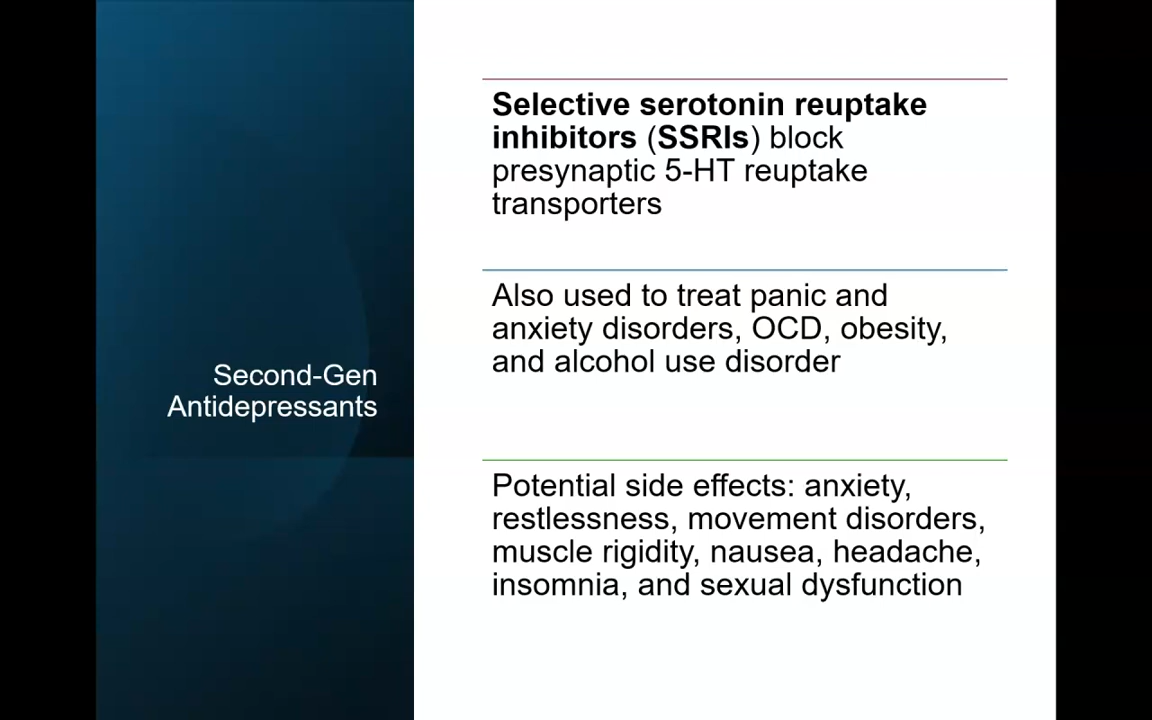 Second-Gen
Antidepressants
Selective serotonin reuptake
inhibitors (SSRIs) block
presynaptic 5-HT reuptake
transporters
Also used to treat panic and
anxiety disorders, OCD, obesity,
and alcohol use disorder
Potential side effects: anxiety,
restlessness, movement disorders,
muscle rigidity, nausea, headache,
insomnia, and sexual dysfunction